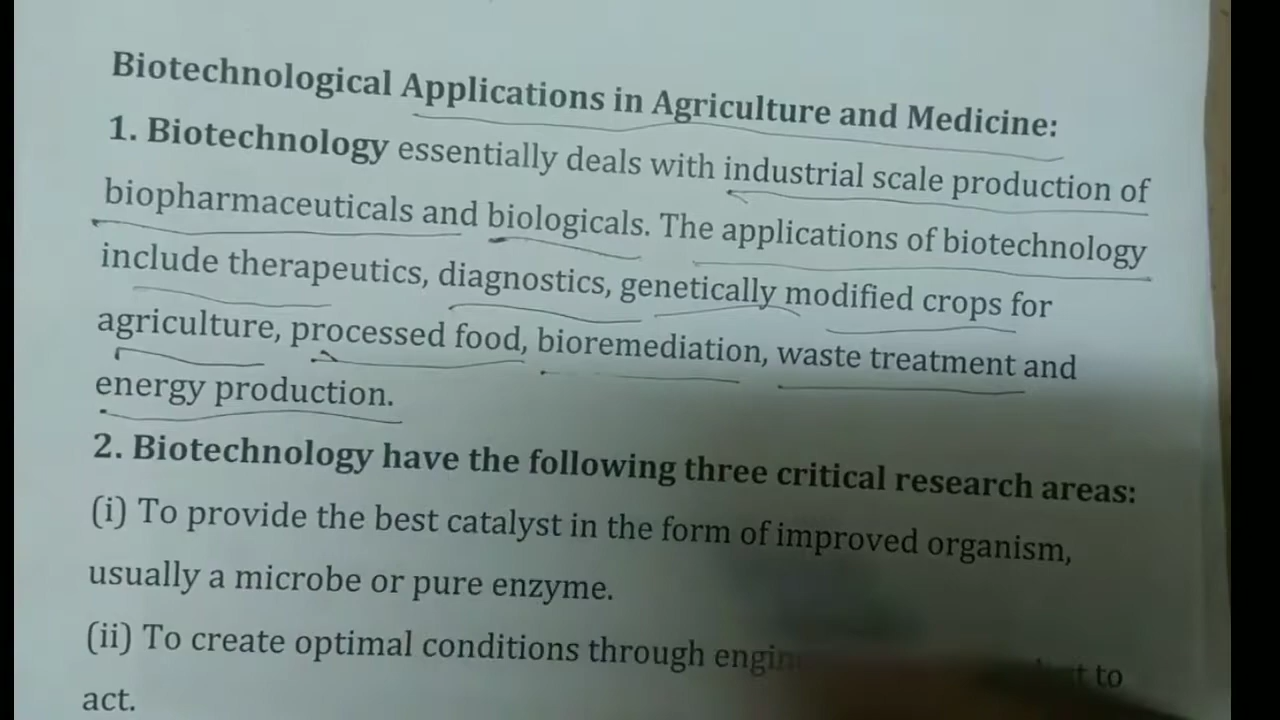 Biotechnological Applications in Agriculture and Medicine:
1. Biotechnology essentially deals with industrial scale production of
biopharmaceuticals and biologicals. The applications of biotechnology
include therapeutics, diagnostics, genetically modified crops for
agriculture, processed food, bioremediation, waste treatment and
energy production.
2. Biotechnology have the following three critical research areas:
(i) To provide the best catalyst in the form of improved organism,
usually a microbe or pure enzyme.
(ii) To create optimal conditions through to
act.